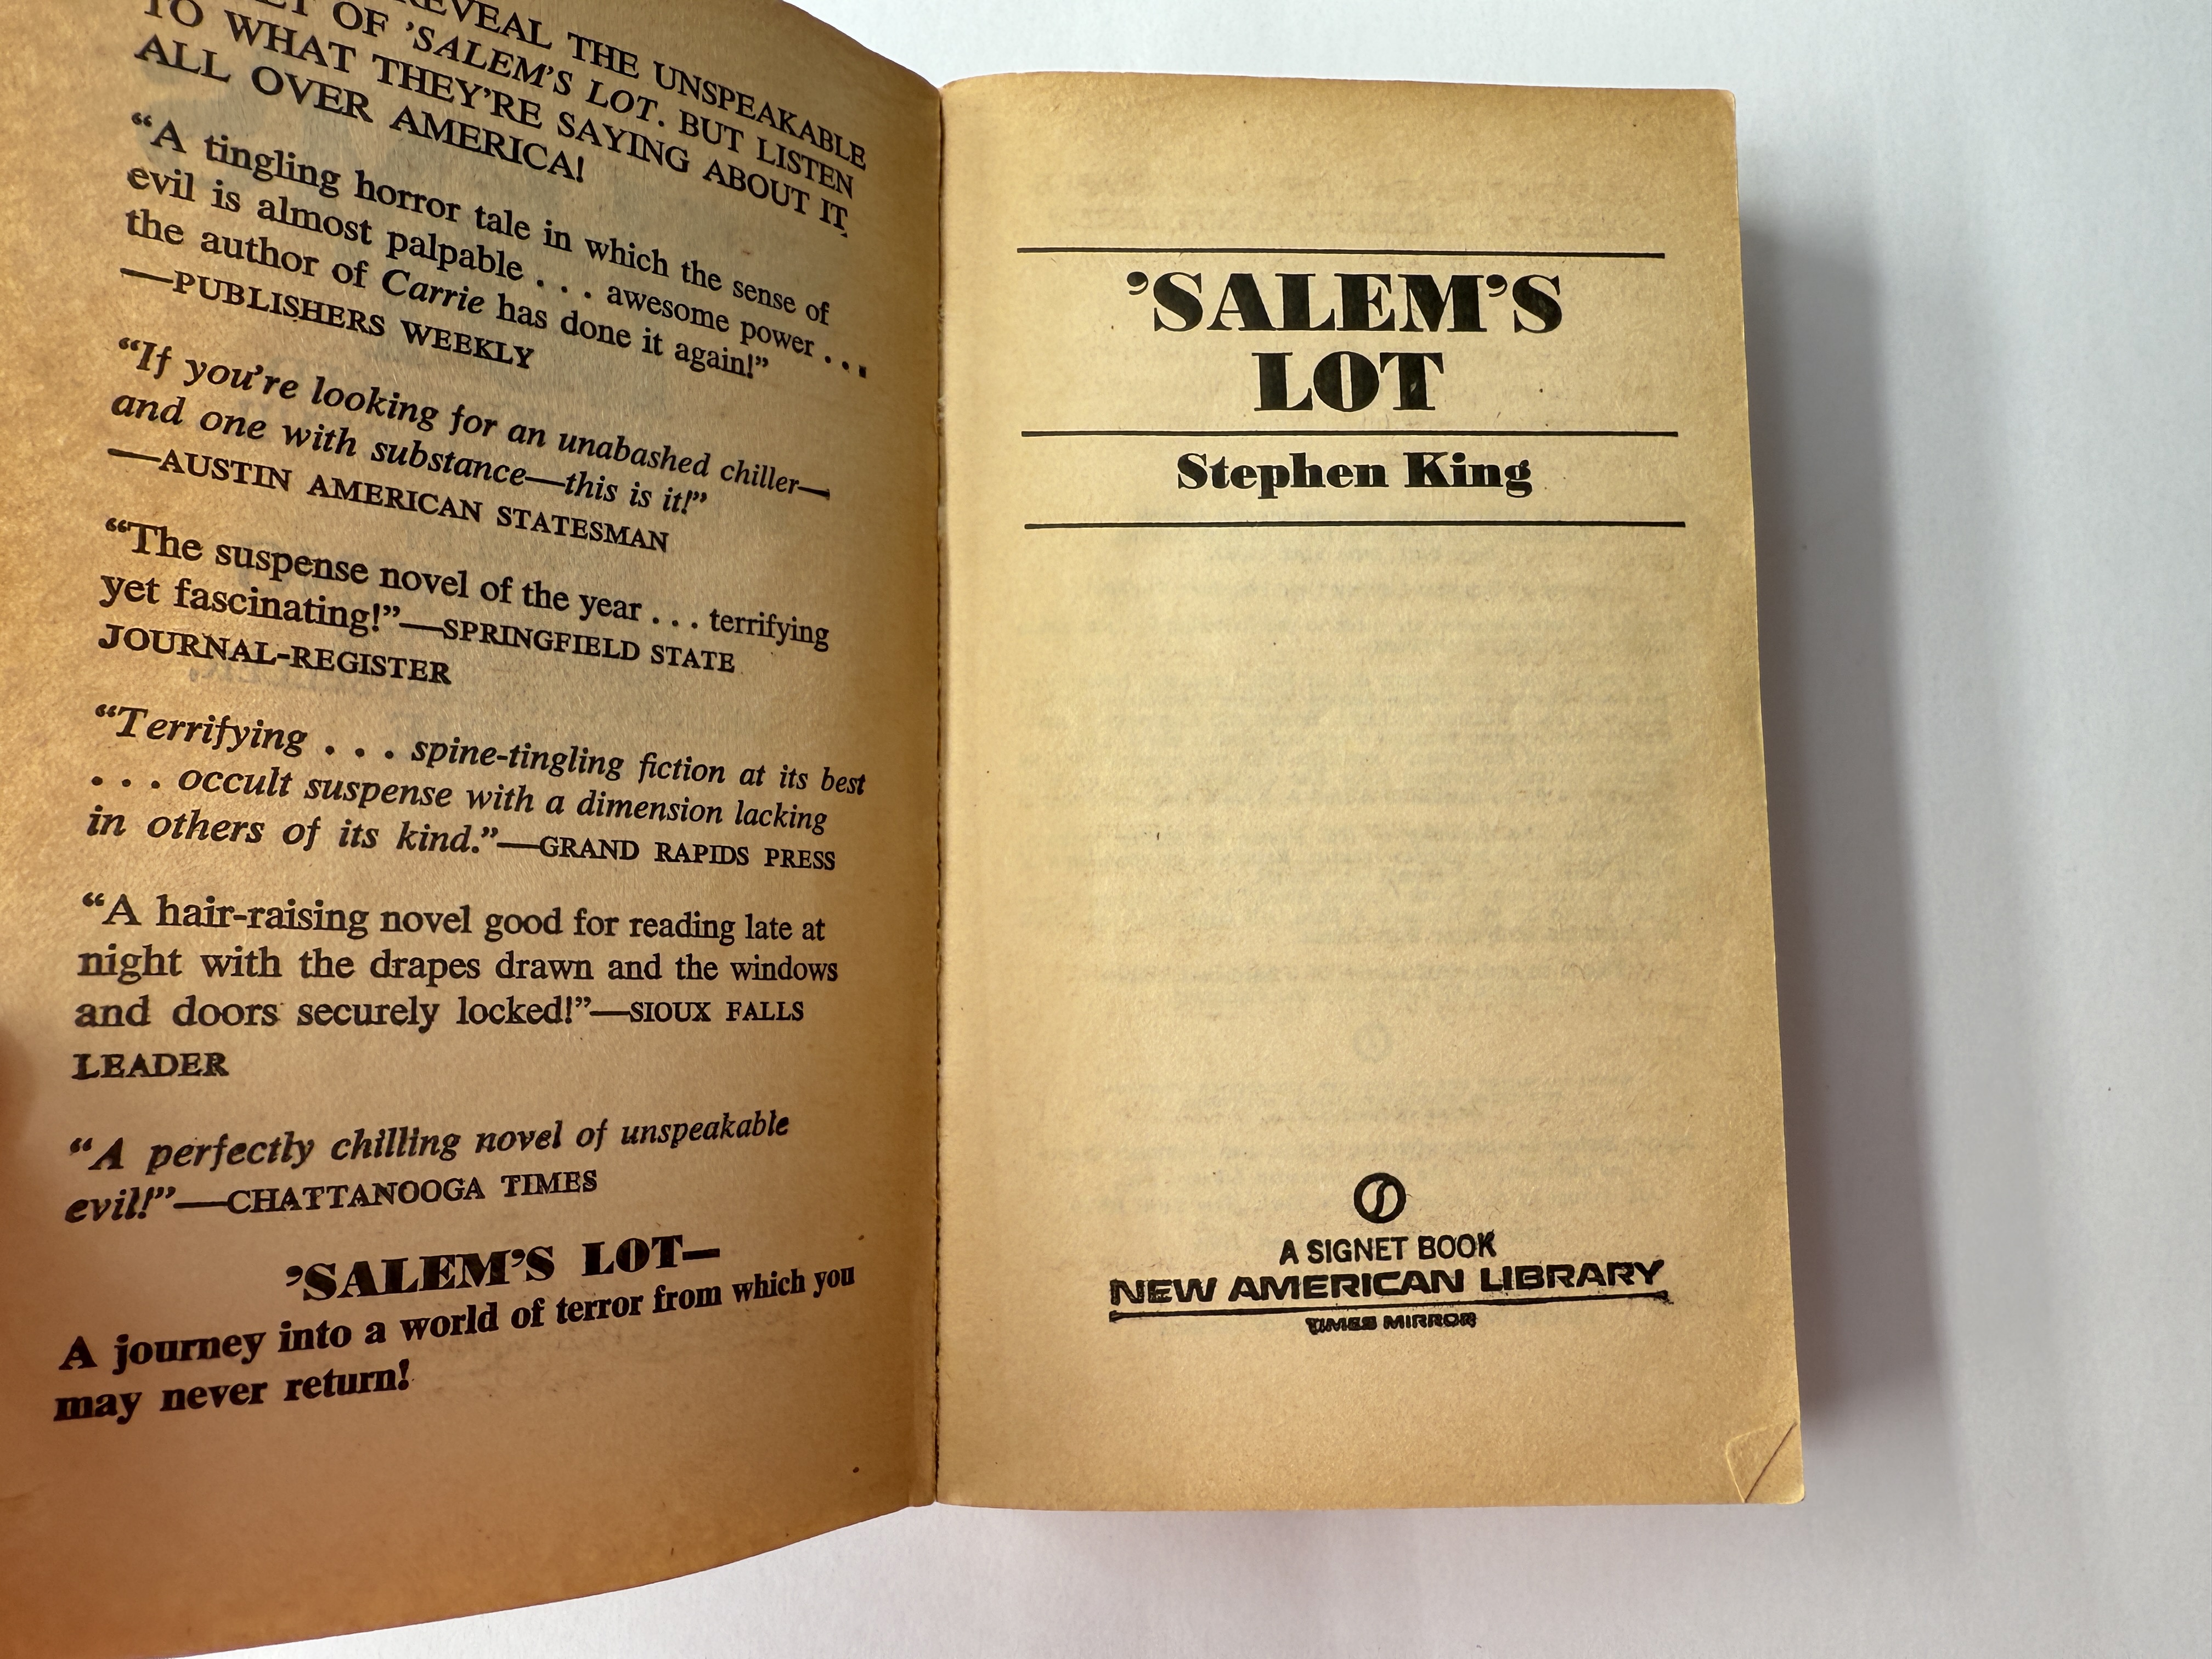 REVEAL THE UNSPEAKABLE
OF 'SALEM'S LOT. BUT LISTEN
TO WHAT THEY'RE SAYING ABOUT IT
ALL OVER AMERICA!
“A tingling horror tale in which the sense of
evil is almost palpable . . . awesome power . . .
the author of Carrie has done it again!”
—PUBLISHERS WEEKLY
“If you're looking for an unabashed chiller—
and one with substance—this is it!”
—AUSTIN AMERICAN STATESMAN
“The suspense novel of the year . . . terrifying
yet fascinating!”—SPRINGFIELD STATE
JOURNAL-REGISTER
“Terrifying . . . spine-tingling fiction at its best
. . . occult suspense with a dimension lacking
in others of its kind.”—GRAND RAPIDS PRESS
“A hair-raising novel good for reading late at
night with the drapes drawn and the windows
and doors securely locked!”—SIOUX FALLS
LEADER
“A perfectly chilling novel of unspeakable
evil!”—CHATTANOOGA TIMES
'SALEM'S LOT—
A journey into a world of terror from which you
may never return!
'SALEM'S
LOT
Stephen King
A SIGNET BOOK
NEW AMERICAN LIBRARY
TIMES MIRROR